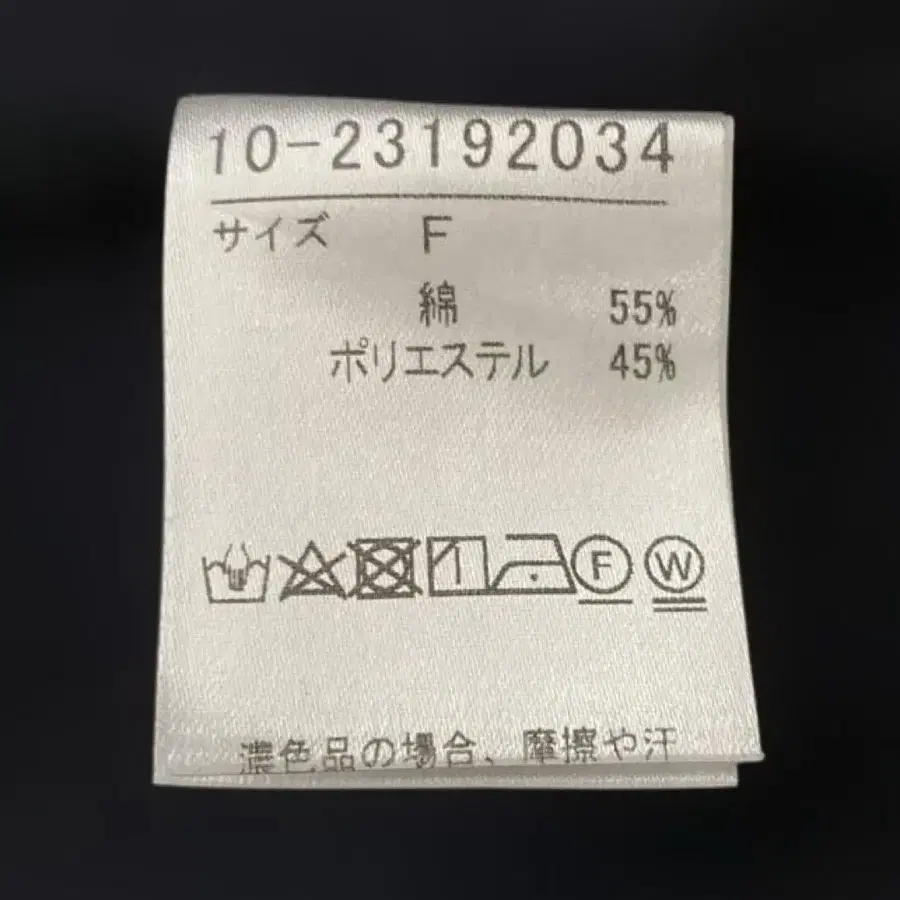 10-23192034
サイズ F
綿 55%
ポリエステル 45%
F W
濃色品の場合、摩擦や汗